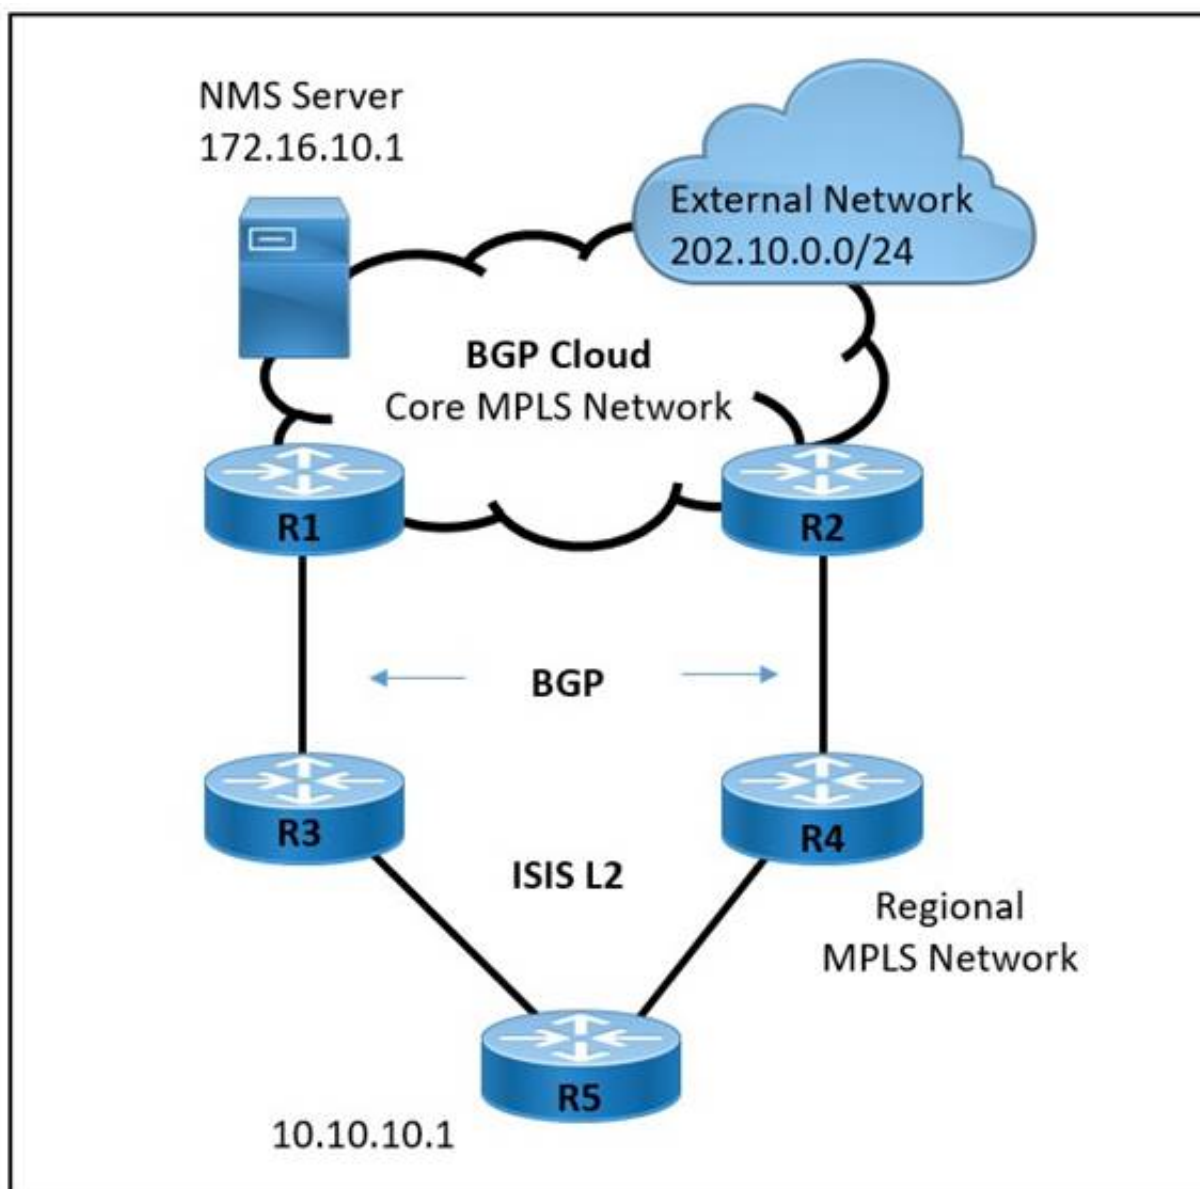 NMS Server
172.16.10.1
External Network
202.10.0.0/24
BGP Cloud
Core MPLS Network
R1
R2
BGP
R3
R4
ISIS L2
Regional
MPLS Network
R5
10.10.10.1